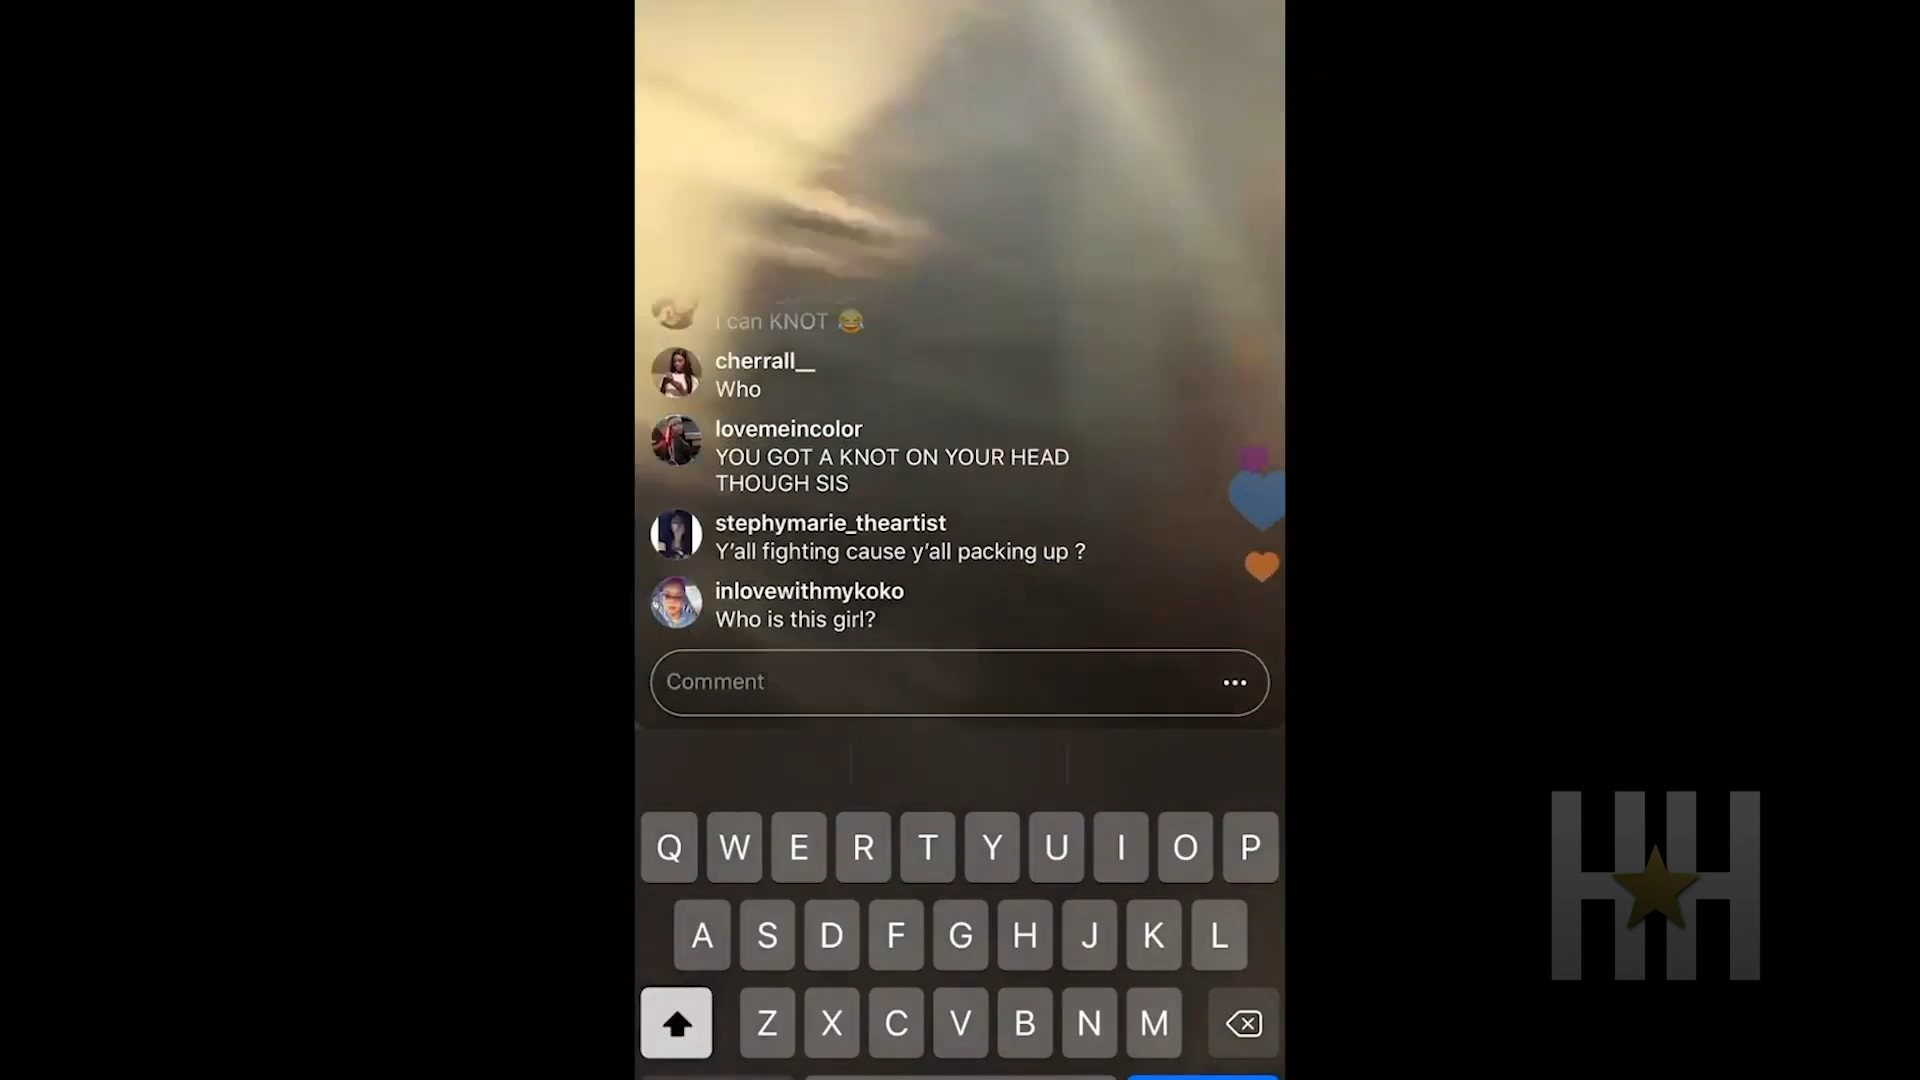 i can KNOT 😂
cherrall__
Who
lovemeincolor
YOU GOT A KNOT ON YOUR HEAD
THOUGH SIS
stephymarie_theartist
Y'all fighting cause y'all packing up ?
inlovewithmykoko
Who is this girl?
Comment
Q W E R T Y U I O P
A S D F G H J K L
Z X C V B N M
HH